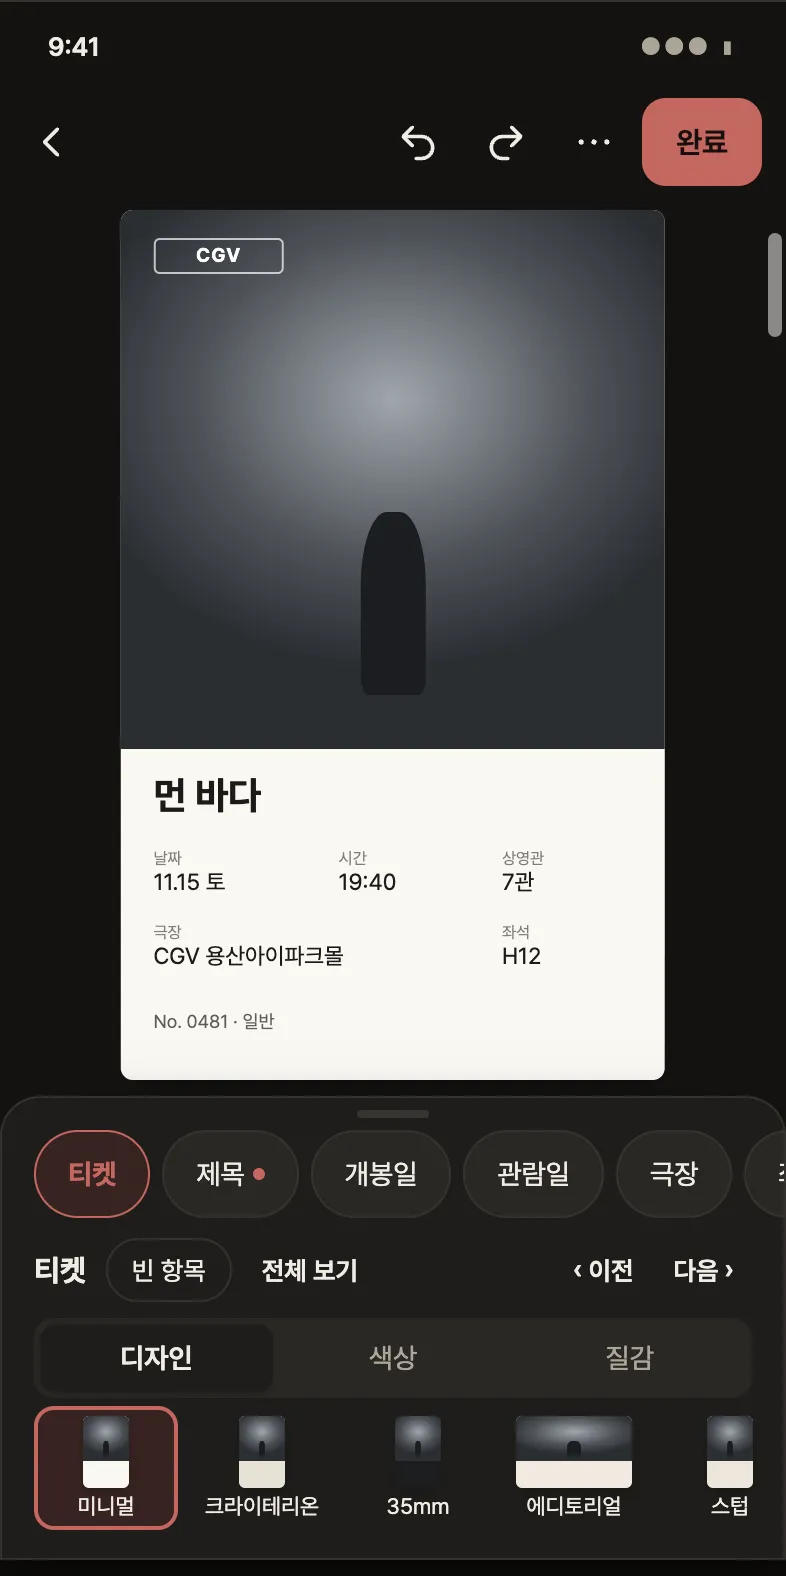 9:41
완료
CGV
먼 바다
날짜 시간 상영관
11.15 토 19:40 7관
극장 좌석
CGV 용산아이파크몰 H12
No. 0481 · 일반
티켓 제목 개봉일 관람일 극장
티켓 빈 항목 전체 보기 ‹ 이전 다음 ›
디자인 색상 질감
미니멀 크라이테리온 35mm 에디토리얼 스텁